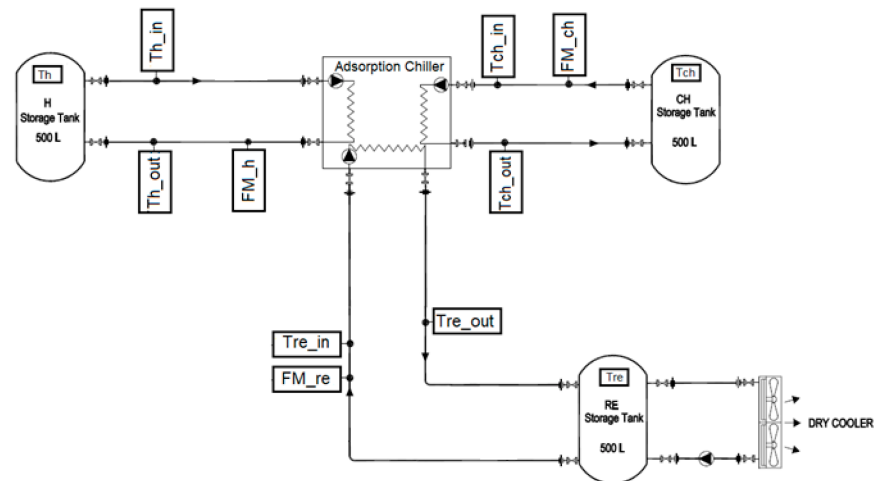 Th_in
Tch_in
FM_ch
Adsorption Chiller
Th
H
Storage Tank
500 L
Tch
CH
Storage Tank
500 L
Th_out
FM_h
Tch_out
Tre_in
Tre_out
FM_re
Tre
RE
Storage Tank
500 L
DRY COOLER